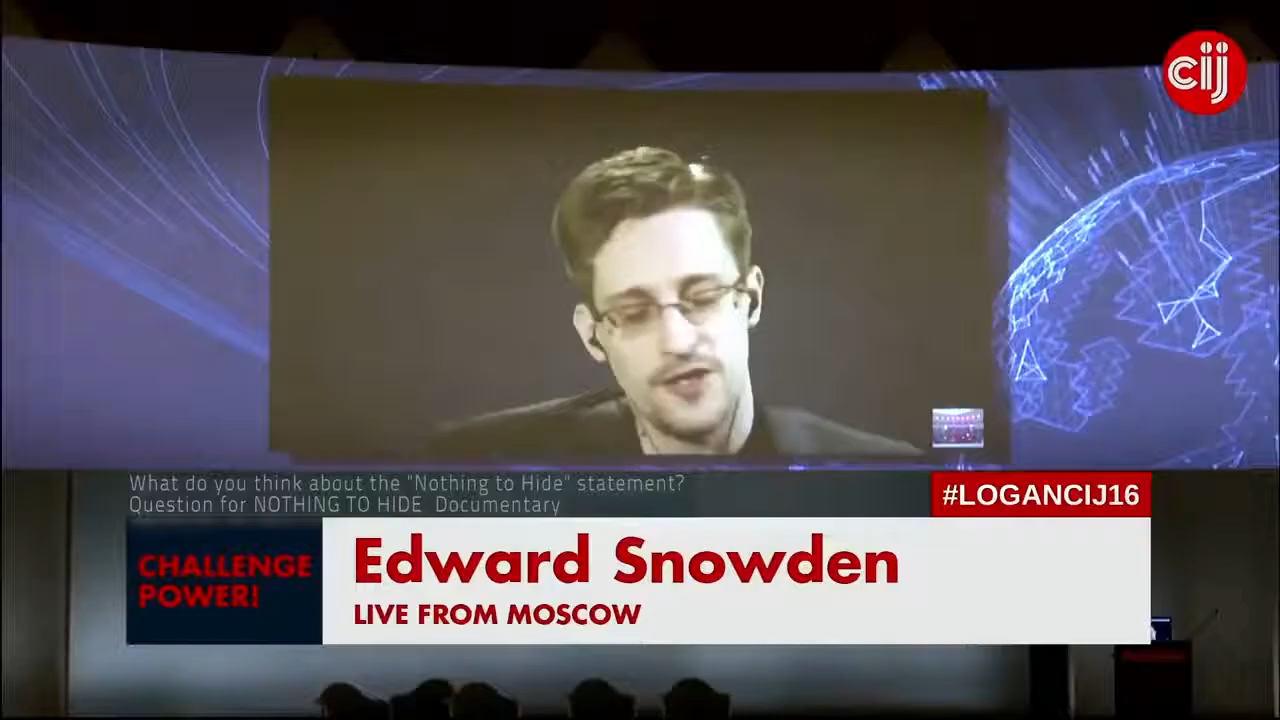 cij
What do you think about the "Nothing to Hide" statement?
Question for NOTHING TO HIDE Documentary
#LOGANCIJ16
CHALLENGE
POWER!
Edward Snowden
LIVE FROM MOSCOW